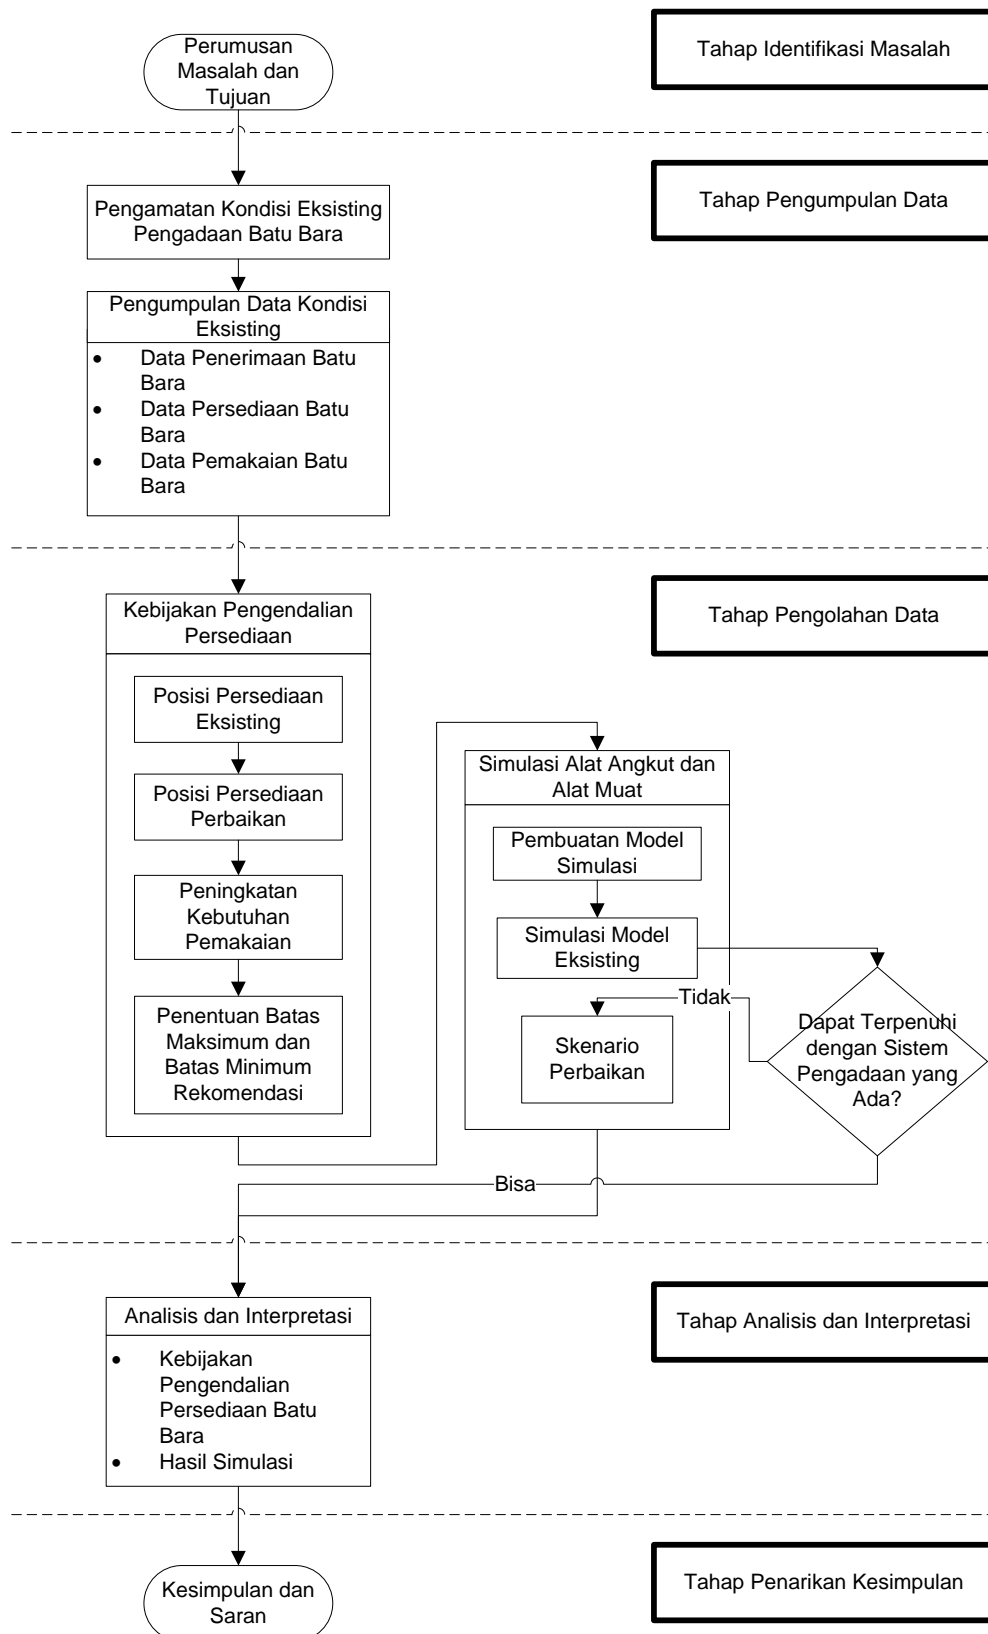 Perumusan
Masalah dan
Tujuan
Tahap Identifikasi Masalah
Tahap Pengumpulan Data
Pengamatan Kondisi Eksisting
Pengadaan Batu Bara
Pengumpulan Data Kondisi
Eksisting
• Data Penerimaan Batu
Bara
• Data Persediaan Batu
Bara
• Data Pemakaian Batu
Bara
Tahap Pengolahan Data
Kebijakan Pengendalian
Persediaan
Posisi Persediaan
Eksisting
Posisi Persediaan
Perbaikan
Peningkatan
Kebutuhan
Pemakaian
Penentuan Batas
Maksimum dan
Batas Minimum
Rekomendasi
Simulasi Alat Angkut dan
Alat Muat
Pembuatan Model
Simulasi
Simulasi Model
Eksisting
Skenario
Perbaikan
Tidak
Dapat Terpenuhi
dengan Sistem
Pengadaan yang
Ada?
Bisa
Tahap Analisis dan Interpretasi
Analisis dan Interpretasi
• Kebijakan
Pengendalian
Persediaan Batu
Bara
• Hasil Simulasi
Tahap Penarikan Kesimpulan
Kesimpulan dan
Saran